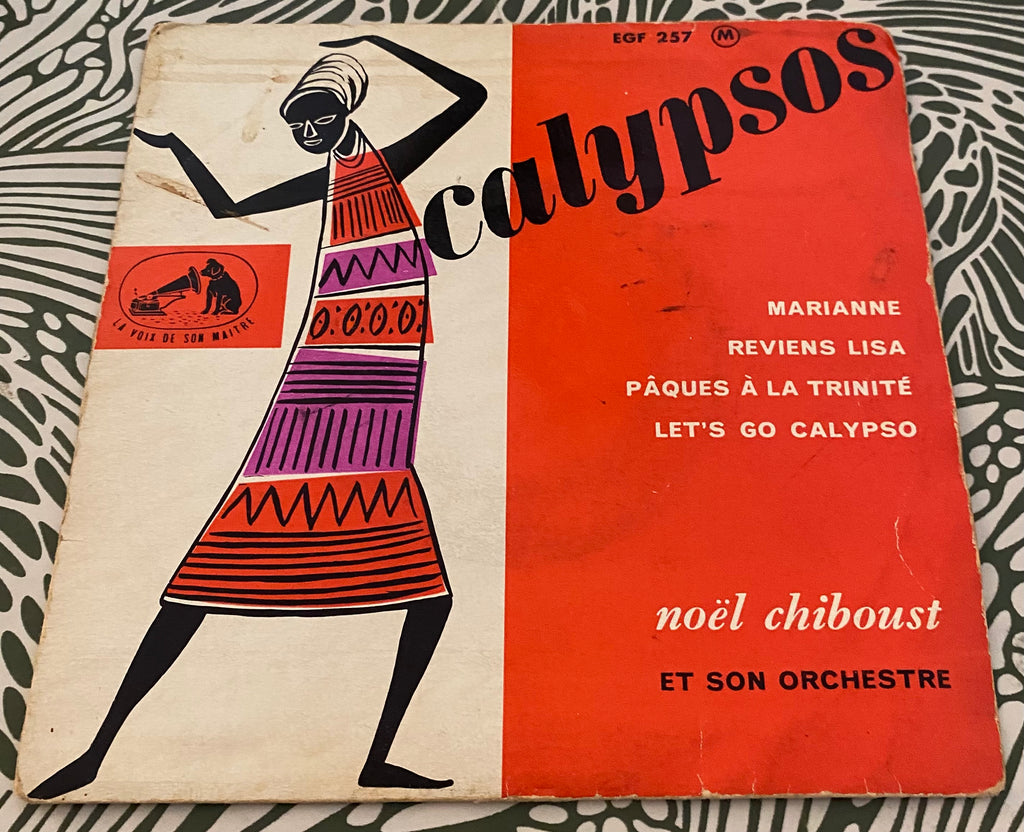 EGF 257 M
calypsos
LA VOIX DE SON MAITRE
MARIANNE
REVIENS LISA
PÂQUES À LA TRINITÉ
LET'S GO CALYPSO
noël chiboust
ET SON ORCHESTRE